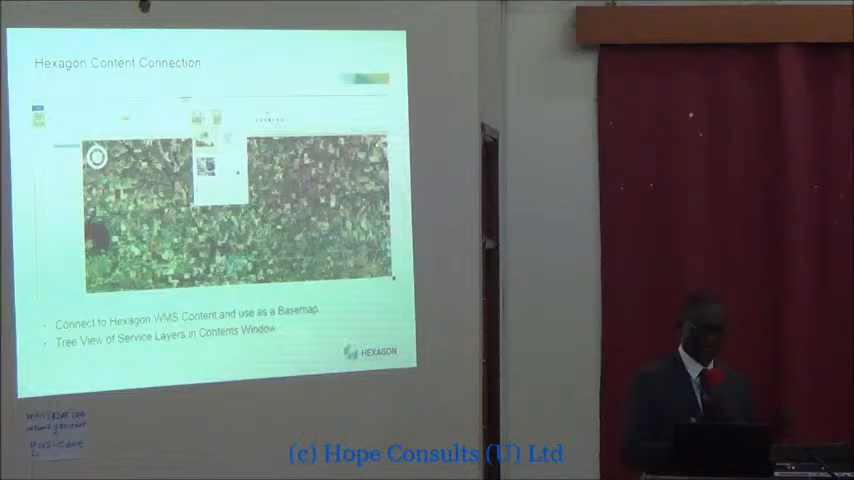 Hexagon Content Connection
Connect to Hexagon WMS Content and use as a Basemap.
Tree View of Service Layers in Contents Window
HEXAGON
(c) Hope Consults (U) Ltd